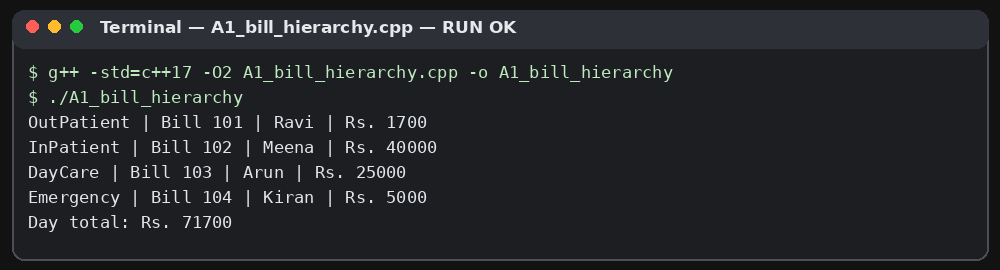 Terminal — A1_bill_hierarchy.cpp — RUN OK
$ g++ -std=c++17 -O2 A1_bill_hierarchy.cpp -o A1_bill_hierarchy
$ ./A1_bill_hierarchy
OutPatient | Bill 101 | Ravi | Rs. 1700
InPatient | Bill 102 | Meena | Rs. 40000
DayCare | Bill 103 | Arun | Rs. 25000
Emergency | Bill 104 | Kiran | Rs. 5000
Day total: Rs. 71700